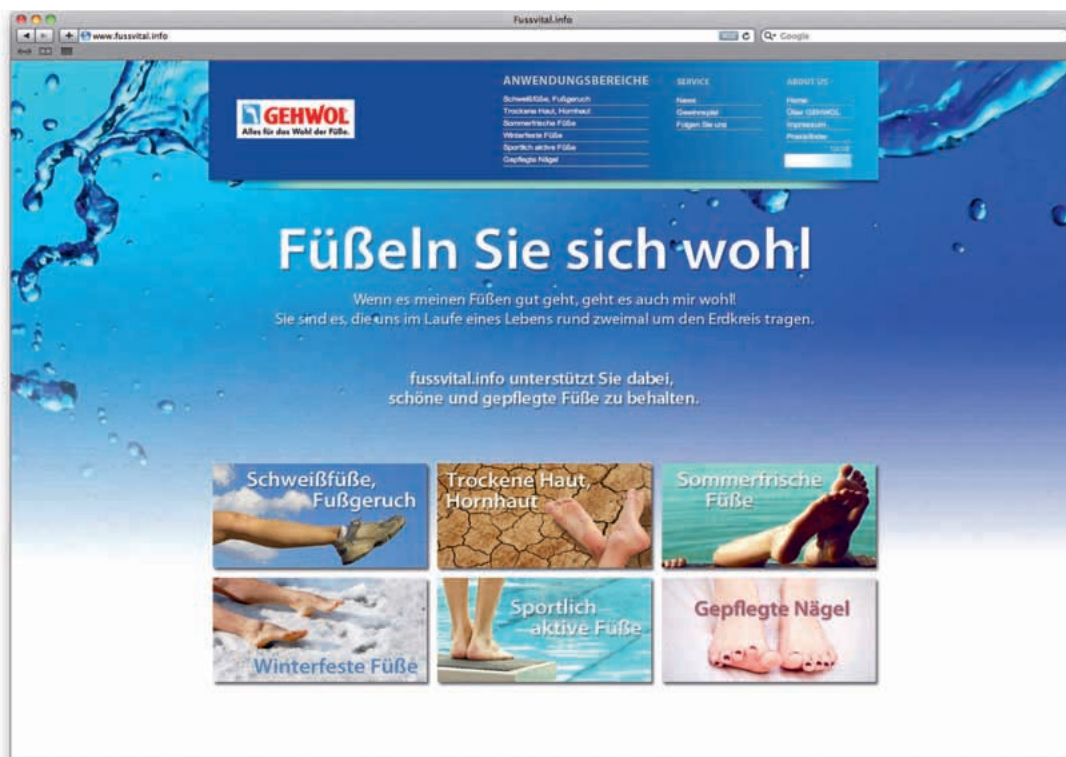 Fussvital.info
www.fussvital.info
Google
GEHWOL
Alles für das Wohl der Füße.
ANWENDUNGSBEREICHE
Schweißfüße, Fußgeruch
Trockene Haut, Hornhaut
Sommerfrische Füße
Winterfeste Füße
Sportlich aktive Füße
Gepflegte Nägel
SERVICE
News
Gewinnspiel
Folgen Sie uns
ABOUT US
Home
Über GEHWOL
Impressum
Praxisfinder
Füßeln Sie sich wohl
Wenn es meinen Füßen gut geht, geht es auch mir wohl!
Sie sind es, die uns im Laufe eines Lebens rund zweimal um den Erdkreis tragen.
fussvital.info unterstützt Sie dabei,
schöne und gepflegte Füße zu behalten.
Schweißfüße,
Fußgeruch
Trockene Haut,
Hornhaut
Sommerfrische
Füße
Winterfeste Füße
Sportlich
aktive Füße
Gepflegte Nägel